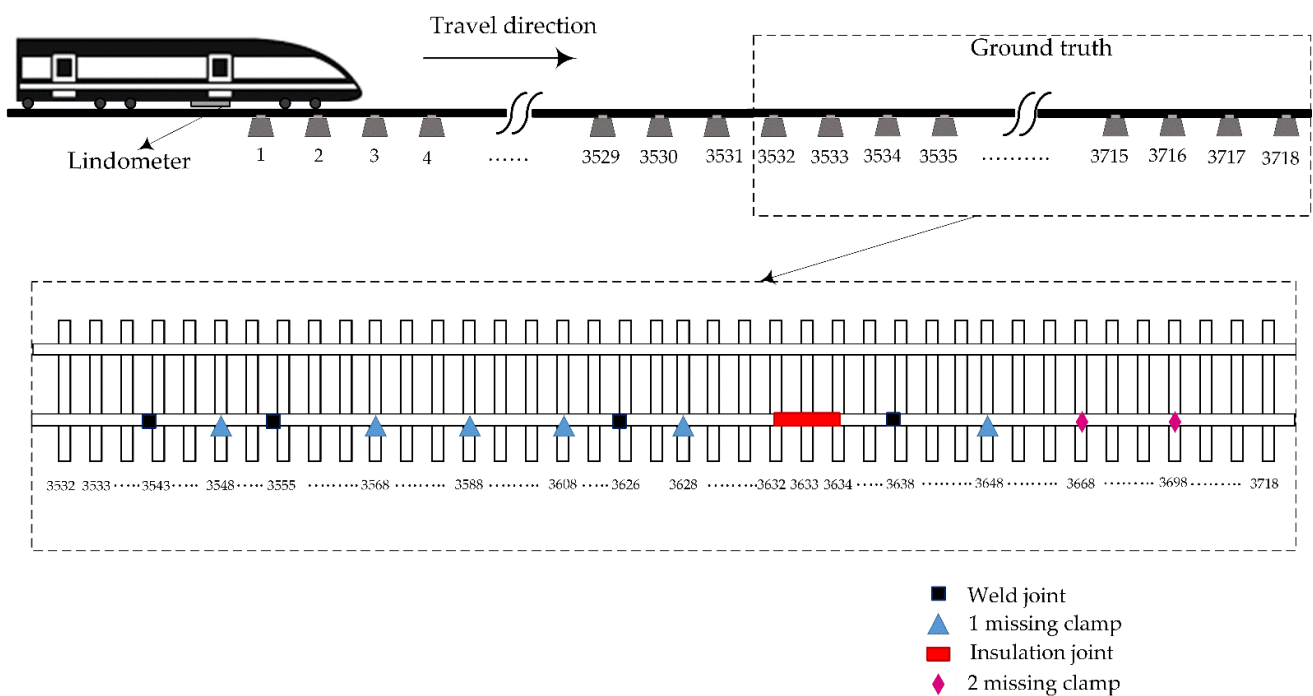 Travel direction
Ground truth
Lindometer
1 2 3 4 ...... 3529 3530 3531 3532 3533 3534 3535 .......... 3715 3716 3717 3718
3532 3533 ...... 3543 ...... 3548 ...... 3555 ......... 3568 ......... 3588 ......... 3608 ...... 3626 ...... 3628 ......... 3632 3633 3634 ...... 3638 ......... 3648 ......... 3668 ......... 3698 ......... 3718
Weld joint
1 missing clamp
Insulation joint
2 missing clamp